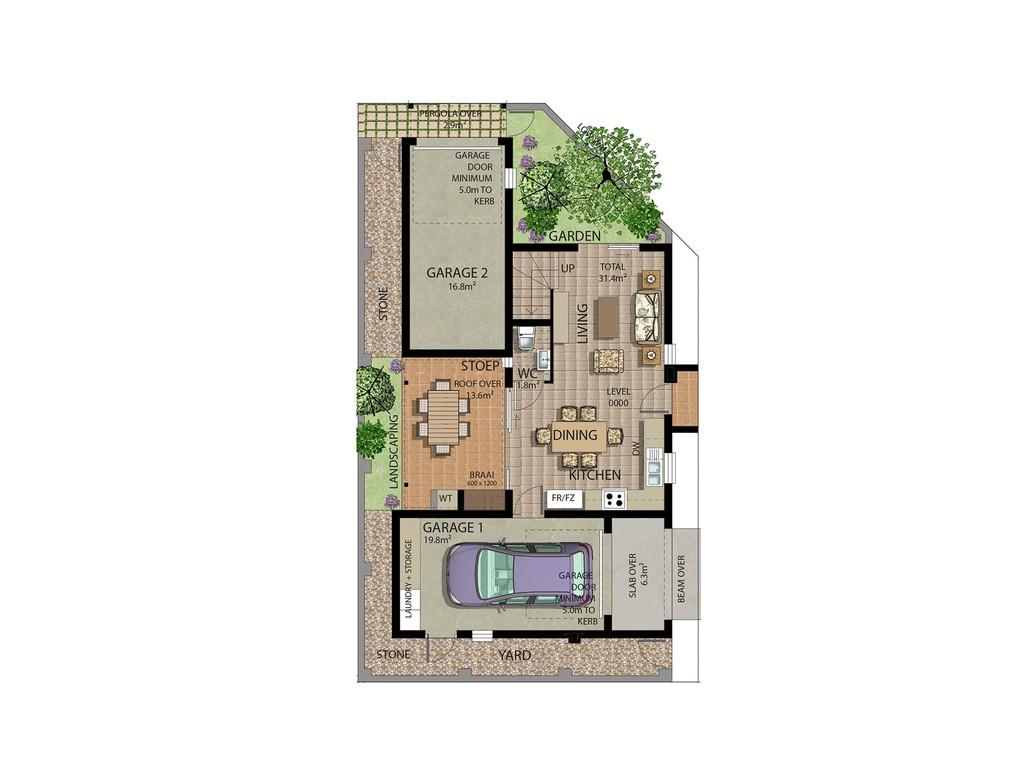 PERGOLA OVER
2.9m²
GARAGE
DOOR
MINIMUM
5.0m TO
KERB
GARDEN
GARAGE 2
16.8m²
STONE
UP
TOTAL
31.4m²
LIVING
STOEP
ROOF OVER
13.6m²
WC
1.8m²
LEVEL
0000
LANDSCAPING
DINING
DW
KITCHEN
BRAAI
600 x 1200
WT
FR/FZ
GARAGE 1
19.8m²
LAUNDRY + STORAGE
GARAGE
DOOR
MINIMUM
5.0m TO
KERB
SLAB OVER
6.3m²
BEAM OVER
STONE
YARD